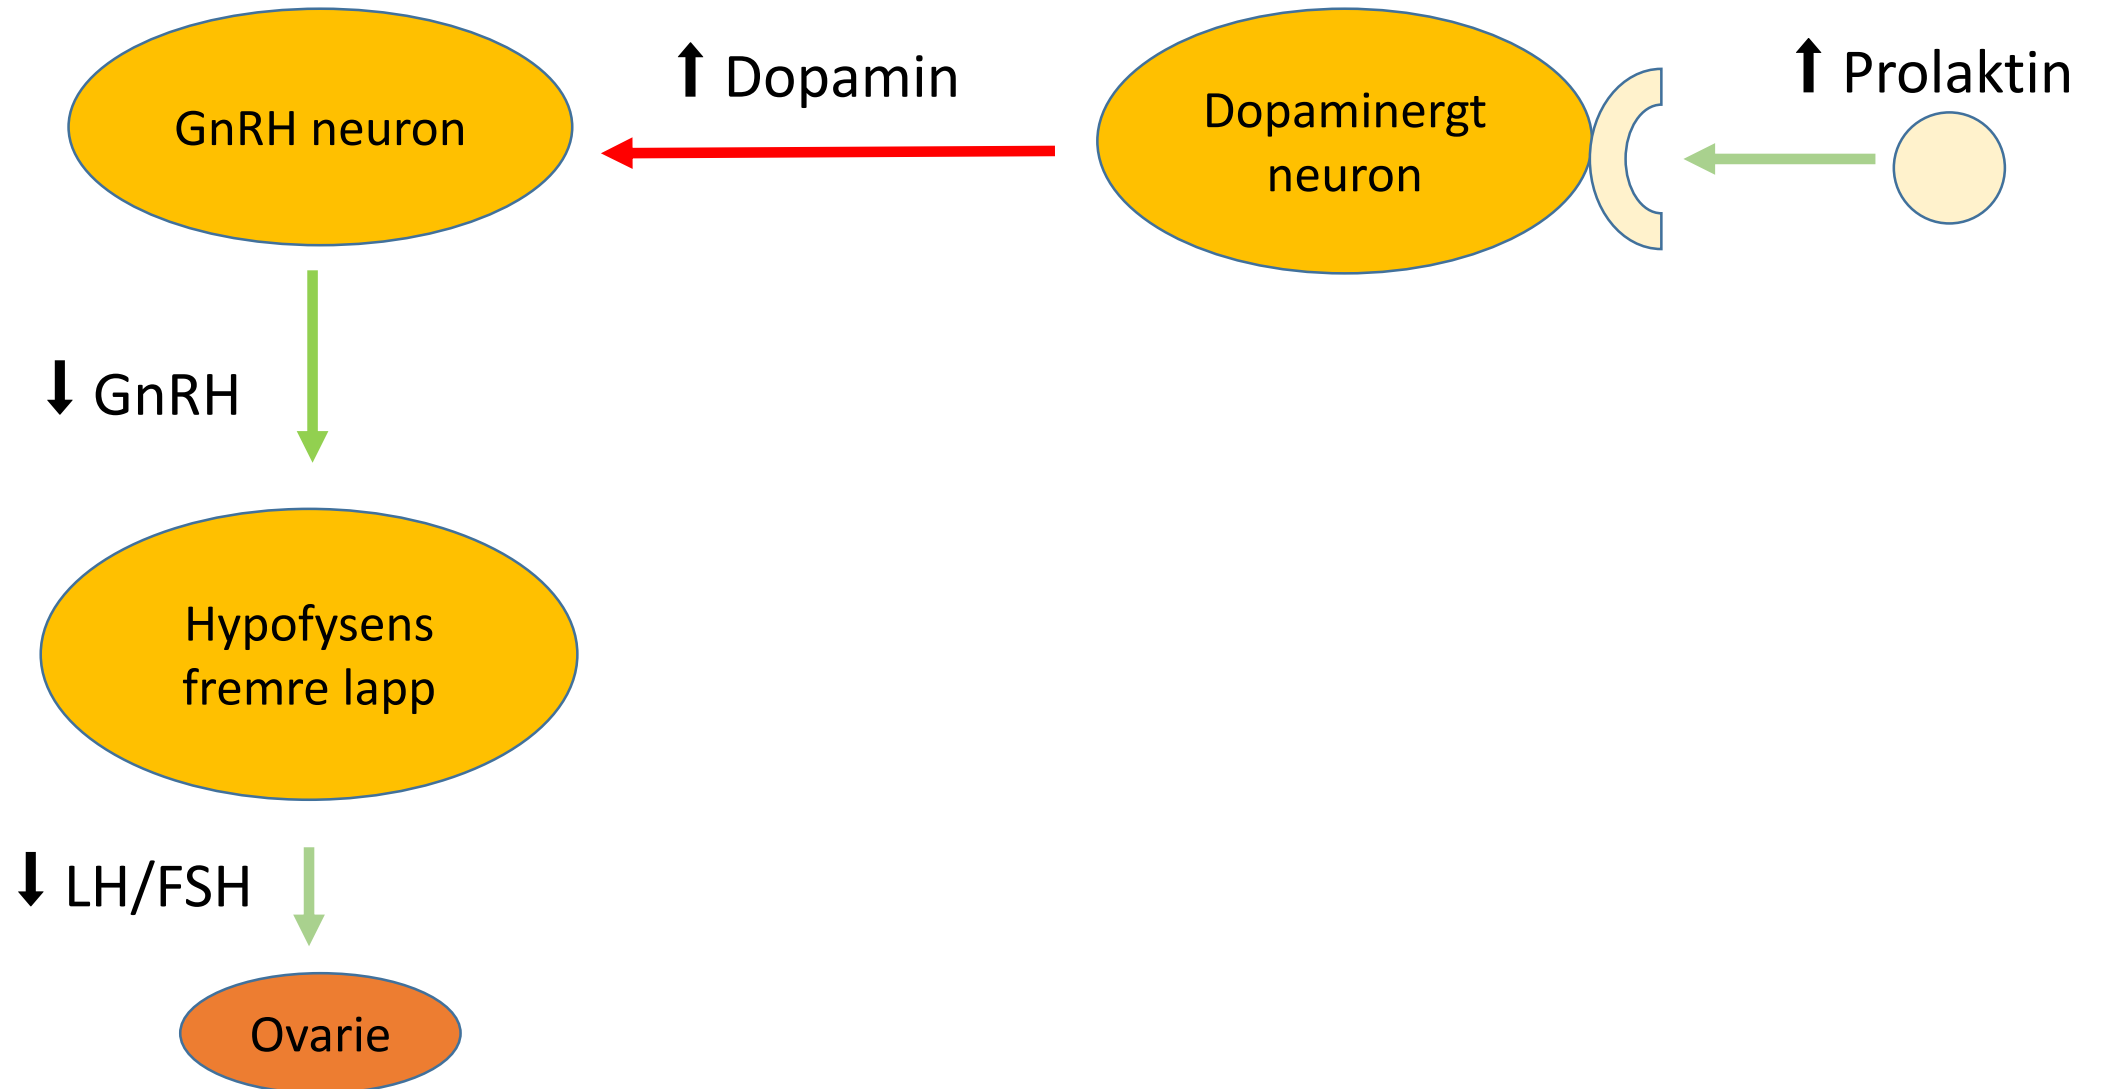 GnRH neuron
Dopamin
Dopaminergt
neuron
Prolaktin
GnRH
Hypofysens
fremre lapp
LH/FSH
Ovarie